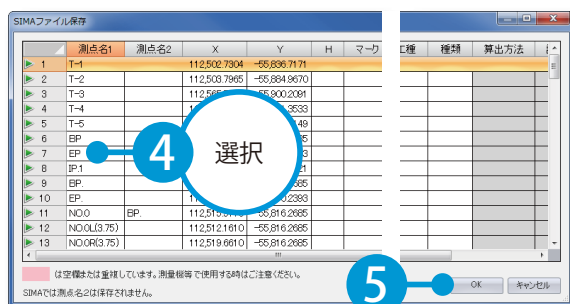 SIMAファイル保存
測点名1 測点名2 X Y H マーク 工種 種類 算出方法
1 T-1 112,502.7304 -55,836.7171
2 T-2 112,503.7965 -55,884.9670
3 T-3 -55,900.2091
4 T-4 3533
5 T-5 49
6 BP
7 EP
8 IP.1 21
9 BP. 685
10 EP. 0.2393
11 NO.0 BP. -55,816.2685
12 NO.0L(3.75) 112,512.1610 -55,816.2685
13 NO.0R(3.75) 112,519.6610 -55,816.2685
4 選択
は空欄または重複しています。測量機等で使用する時はご注意ください。
SIMAでは測点名2は保存されません。
5 OK キャンセル